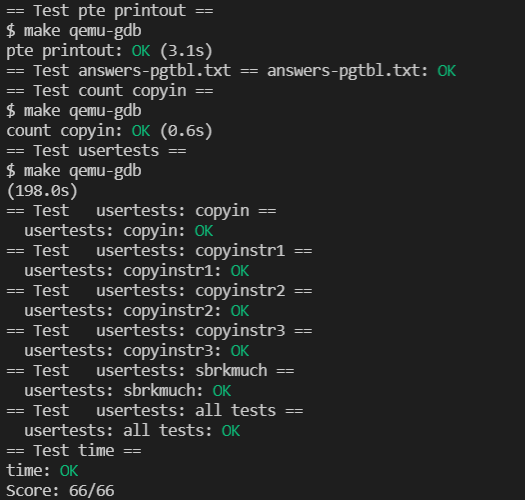 == Test pte printout ==
$ make qemu-gdb
pte printout: OK (3.1s)
== Test answers-pgtbl.txt == answers-pgtbl.txt: OK
== Test count copyin ==
$ make qemu-gdb
count copyin: OK (0.6s)
== Test usertests ==
$ make qemu-gdb
(198.0s)
== Test   usertests: copyin ==
  usertests: copyin: OK
== Test   usertests: copyinstr1 ==
  usertests: copyinstr1: OK
== Test   usertests: copyinstr2 ==
  usertests: copyinstr2: OK
== Test   usertests: copyinstr3 ==
  usertests: copyinstr3: OK
== Test   usertests: sbrkmuch ==
  usertests: sbrkmuch: OK
== Test   usertests: all tests ==
  usertests: all tests: OK
== Test time ==
time: OK
Score: 66/66